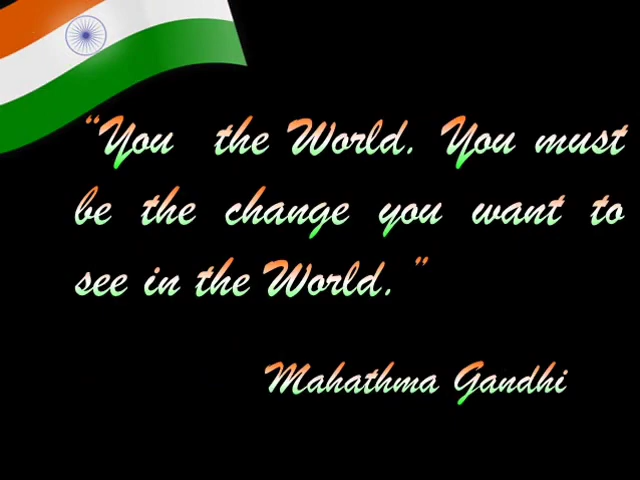 “You the World. You must
be the change you want to
see in the World. ”
Mahathma Gandhi